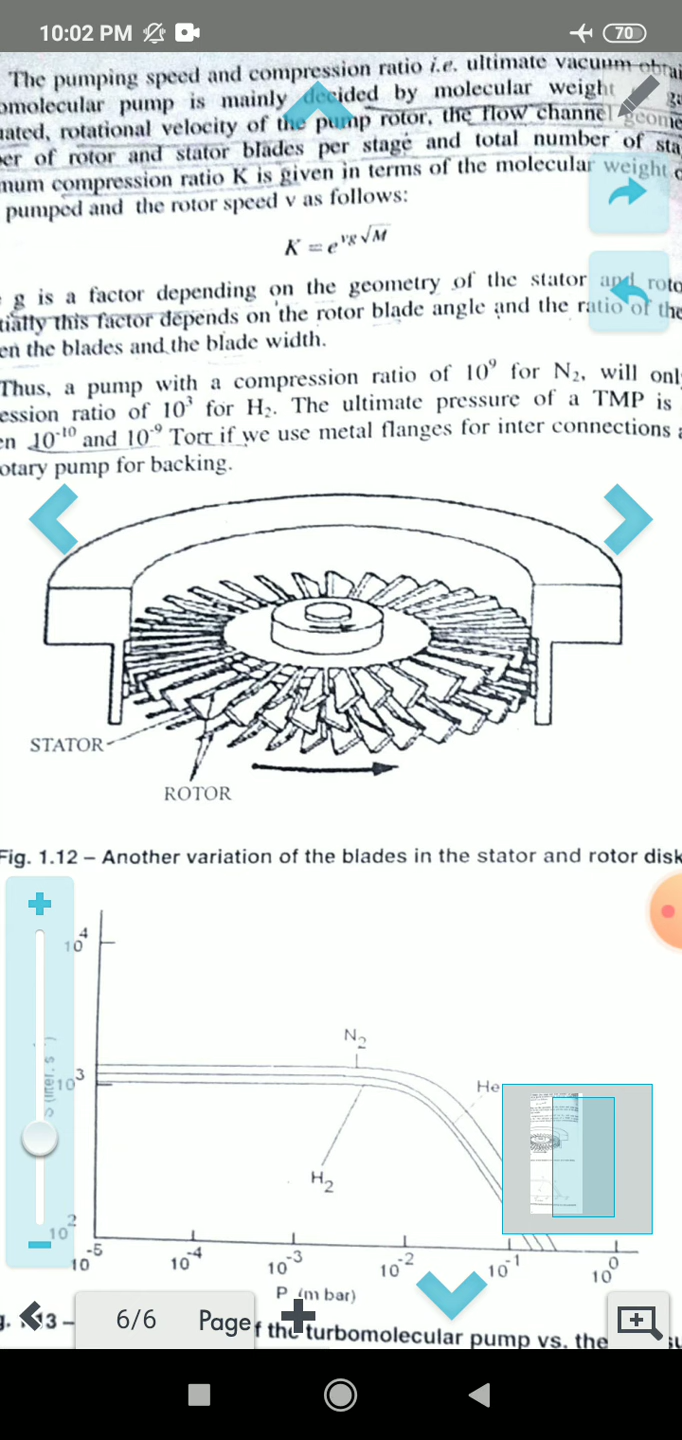 10:02 PM 70
The pumping speed and compression ratio i.e. ultimate vacuum obtai
omolecular pump is mainly decided by molecular weight
uated, rotational velocity of the pump rotor, the flow channel geome
er of rotor and stator blades per stage and total number of sta
num compression ratio K is given in terms of the molecular weight
pumped and the rotor speed v as follows:
K = e^{vg√M}
g is a factor depending on the geometry of the stator and roto
tially this factor depends on the rotor blade angle and the ratio of the
en the blades and the blade width.
Thus, a pump with a compression ratio of 10⁹ for N₂, will onl
ession ratio of 10³ for H₂. The ultimate pressure of a TMP is
en 10⁻¹⁰ and 10⁻⁹ Torr if we use metal flanges for inter connections
otary pump for backing.
STATOR
ROTOR
Fig. 1.12 – Another variation of the blades in the stator and rotor disk
10⁴
N₂
10³
S (liter. s⁻¹)
He
H₂
10²
10⁻⁵ 10⁻⁴ 10⁻³ 10⁻² 10⁻¹ 10⁰
P (m bar)
6/6 Page
g. 13 – f the turbomolecular pump vs. the su